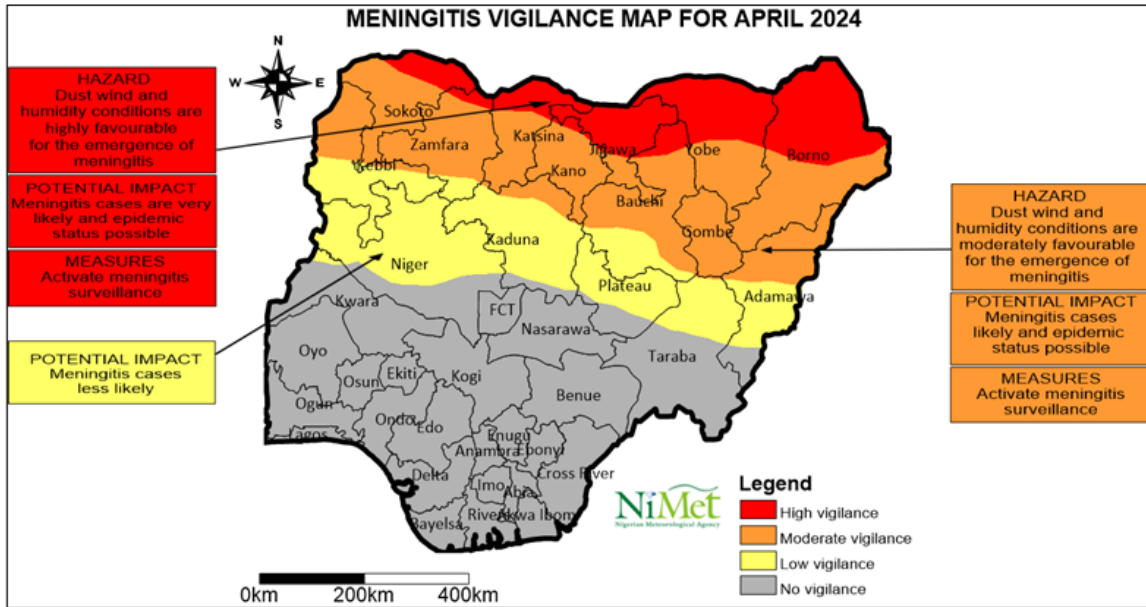 MENINGITIS VIGILANCE MAP FOR APRIL 2024
N
W
E
S
HAZARD
Dust wind and
humidity conditions are
highly favourable
for the emergence of
meningitis
POTENTIAL IMPACT
Meningitis cases are very
likely and epidemic
status possible
MEASURES
Activate meningitis
surveillance
POTENTIAL IMPACT
Meningitis cases
less likely
Sokoto
Zamfara
Katsina
Jigawa
Yobe
Borno
Kebbi
Kano
Bauchi
Gombe
Kaduna
Niger
Plateau
Adamawa
Kwara
FCT
Nasarawa
Taraba
Oyo
Osun
Ekiti
Kogi
Benue
Ogun
Lagos
Ondo
Edo
Enugu
Anambra
Ebonyi
Cross River
Delta
Imo
Abia
Bayelsa
Rivers
Akwa Ibom
HAZARD
Dust wind and
humidity conditions are
moderately favourable
for the emergence of
meningitis
POTENTIAL IMPACT
Meningitis cases
likely and epidemic
status possible
MEASURES
Activate meningitis
surveillance
NiMet
Nigerian Meteorological Agency
Legend
High vigilance
Moderate vigilance
Low vigilance
No vigilance
0km
200km
400km